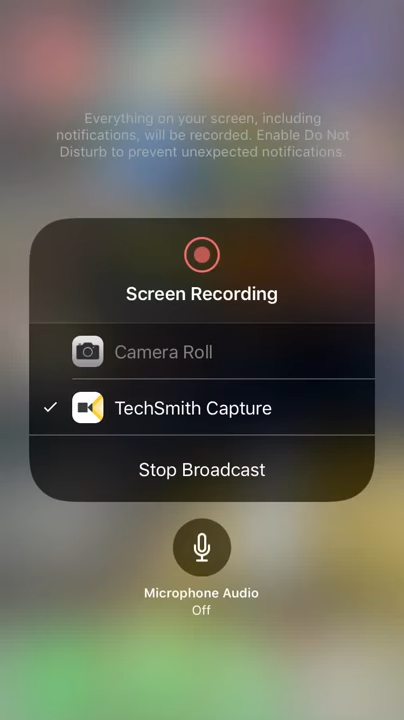 Everything on your screen, including
notifications, will be recorded. Enable Do Not
Disturb to prevent unexpected notifications.
Screen Recording
Camera Roll
TechSmith Capture
Stop Broadcast
Microphone Audio
Off